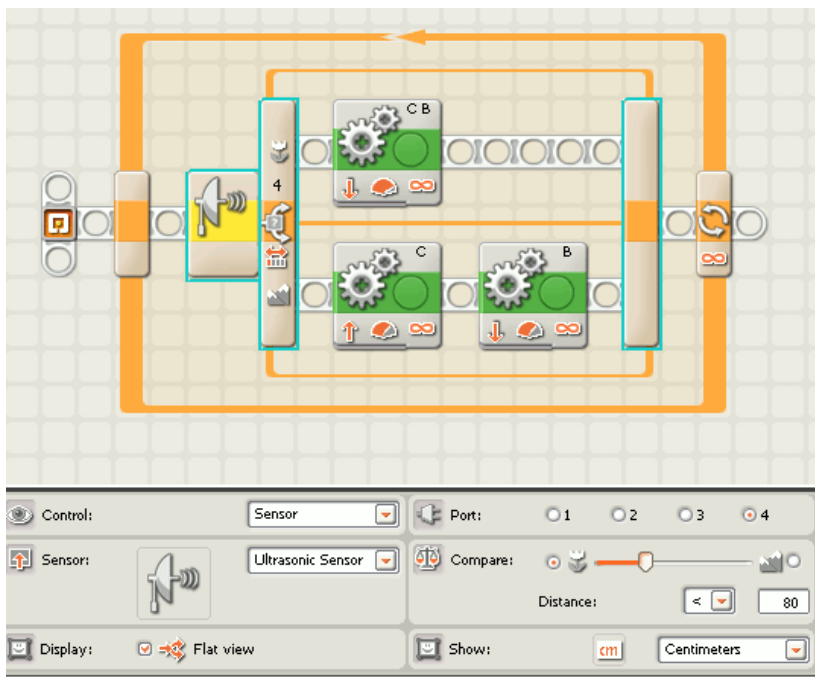 C B
4
C
B
Control:
Sensor
Port:
1
2
3
4
Sensor:
Ultrasonic Sensor
Compare:
Distance:
<
80
Display:
Flat view
Show:
cm
Centimeters